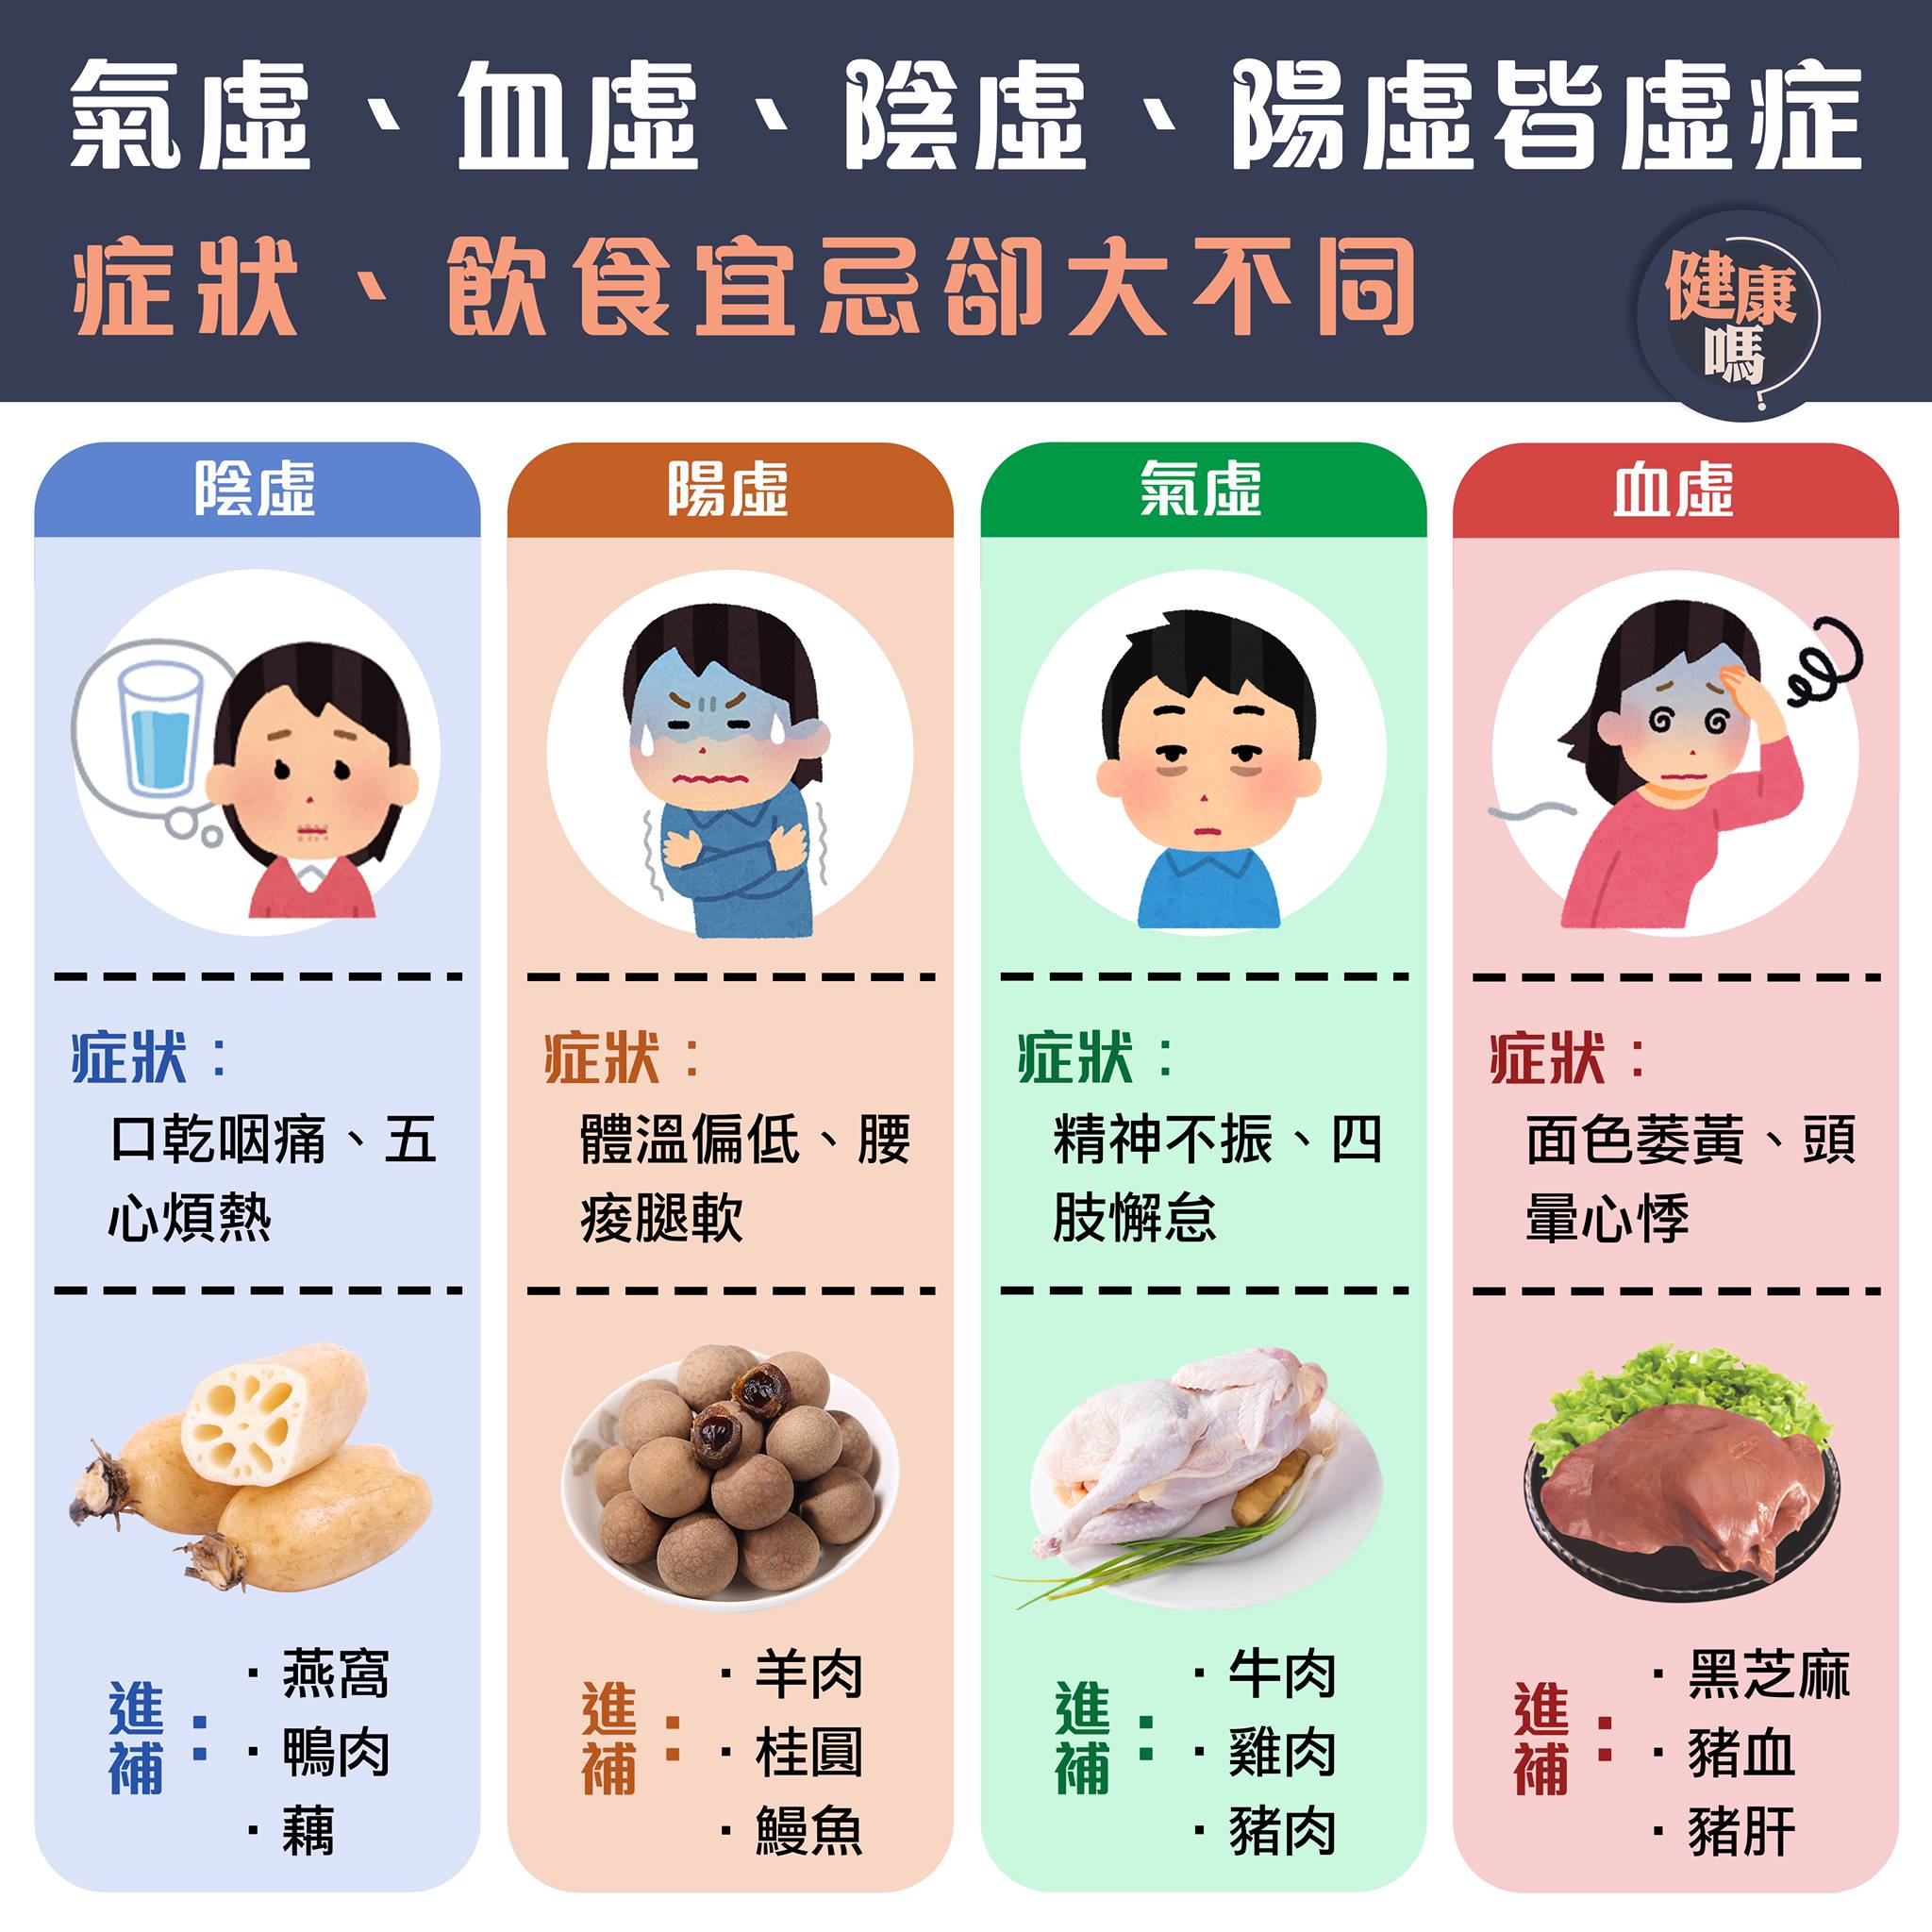 氣虛、血虛、陰虛、陽虛皆虛症
症狀、飲食宜忌卻大不同
健康
嗎?
陰虛
症狀：
口乾咽痛、五
心煩熱
進補：
· 燕窩
· 鴨肉
· 藕
陽虛
症狀：
體溫偏低、腰
痠腿軟
進補：
· 羊肉
· 桂圓
· 鰻魚
氣虛
症狀：
精神不振、四
肢懈怠
進補：
· 牛肉
· 雞肉
· 豬肉
血虛
症狀：
面色萎黃、頭
暈心悸
進補：
· 黑芝麻
· 豬血
· 豬肝